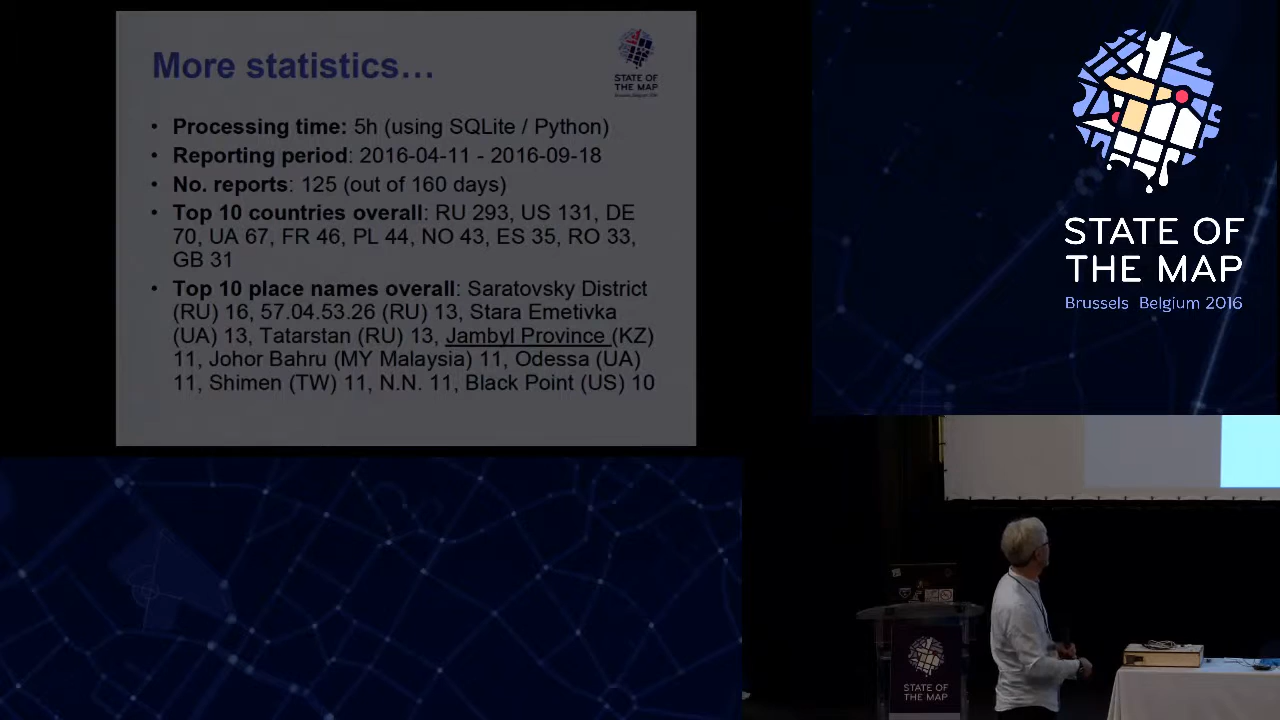 More statistics…
STATE OF
THE MAP
• Processing time: 5h (using SQLite / Python)
• Reporting period: 2016-04-11 - 2016-09-18
• No. reports: 125 (out of 160 days)
• Top 10 countries overall: RU 293, US 131, DE
70, UA 67, FR 46, PL 44, NO 43, ES 35, RO 33,
GB 31
• Top 10 place names overall: Saratovsky District
(RU) 16, 57.04.53.26 (RU) 13, Stara Emetivka
(UA) 13, Tatarstan (RU) 13, Jambyl Province (KZ)
11, Johor Bahru (MY Malaysia) 11, Odessa (UA)
11, Shimen (TW) 11, N.N. 11, Black Point (US) 10
STATE OF
THE MAP
Brussels Belgium 2016
STATE OF
THE MAP